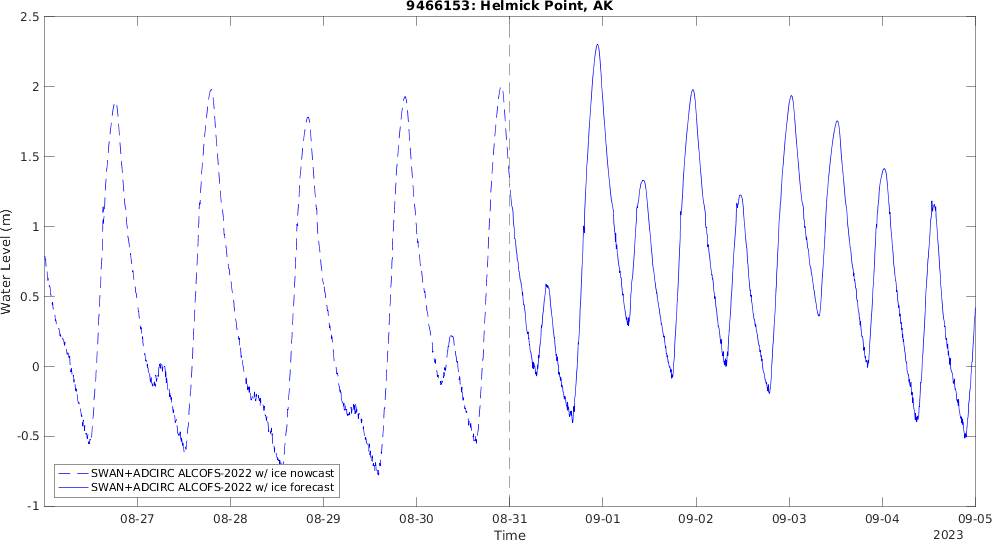 9466153: Helmick Point, AK
2.5
2
1.5
1
0.5
0
-0.5
-1
Water Level (m)
SWAN+ADCIRC ALCOFS-2022 w/ ice nowcast
SWAN+ADCIRC ALCOFS-2022 w/ ice forecast
08-27 08-28 08-29 08-30 08-31 09-01 09-02 09-03 09-04 09-05
Time
2023